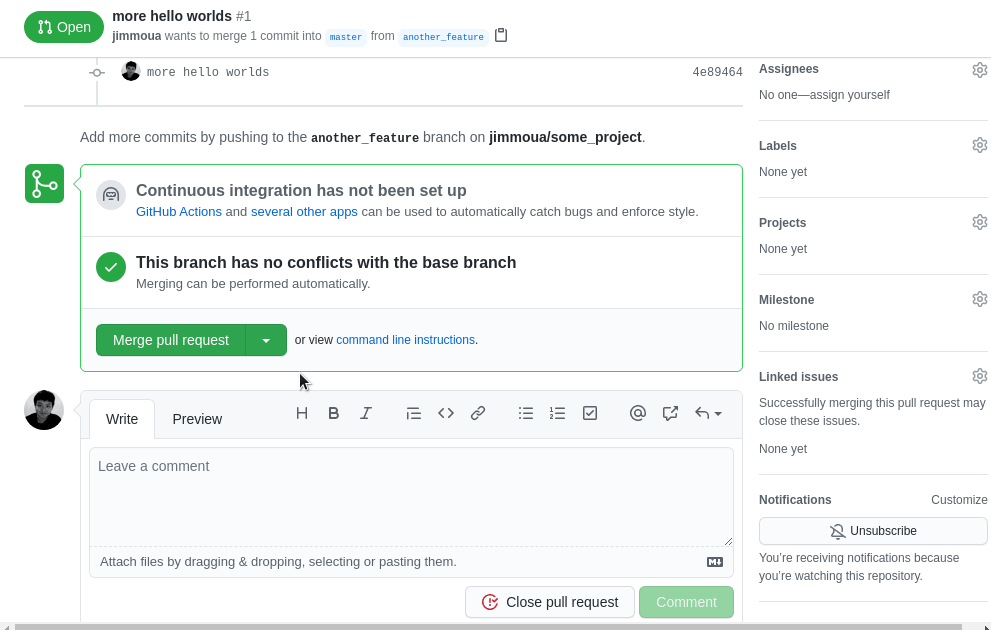 Open
more hello worlds #1
jimmoua wants to merge 1 commit into master from another_feature
more hello worlds 4e89464
Add more commits by pushing to the another_feature branch on jimmoua/some_project.
Continuous integration has not been set up
GitHub Actions and several other apps can be used to automatically catch bugs and enforce style.
This branch has no conflicts with the base branch
Merging can be performed automatically.
Merge pull request or view command line instructions.
Write Preview
Leave a comment
Attach files by dragging & dropping, selecting or pasting them.
Close pull request Comment
Assignees
No one—assign yourself
Labels
None yet
Projects
None yet
Milestone
No milestone
Linked issues
Successfully merging this pull request may
close these issues.
None yet
Notifications Customize
Unsubscribe
You're receiving notifications because
you're watching this repository.